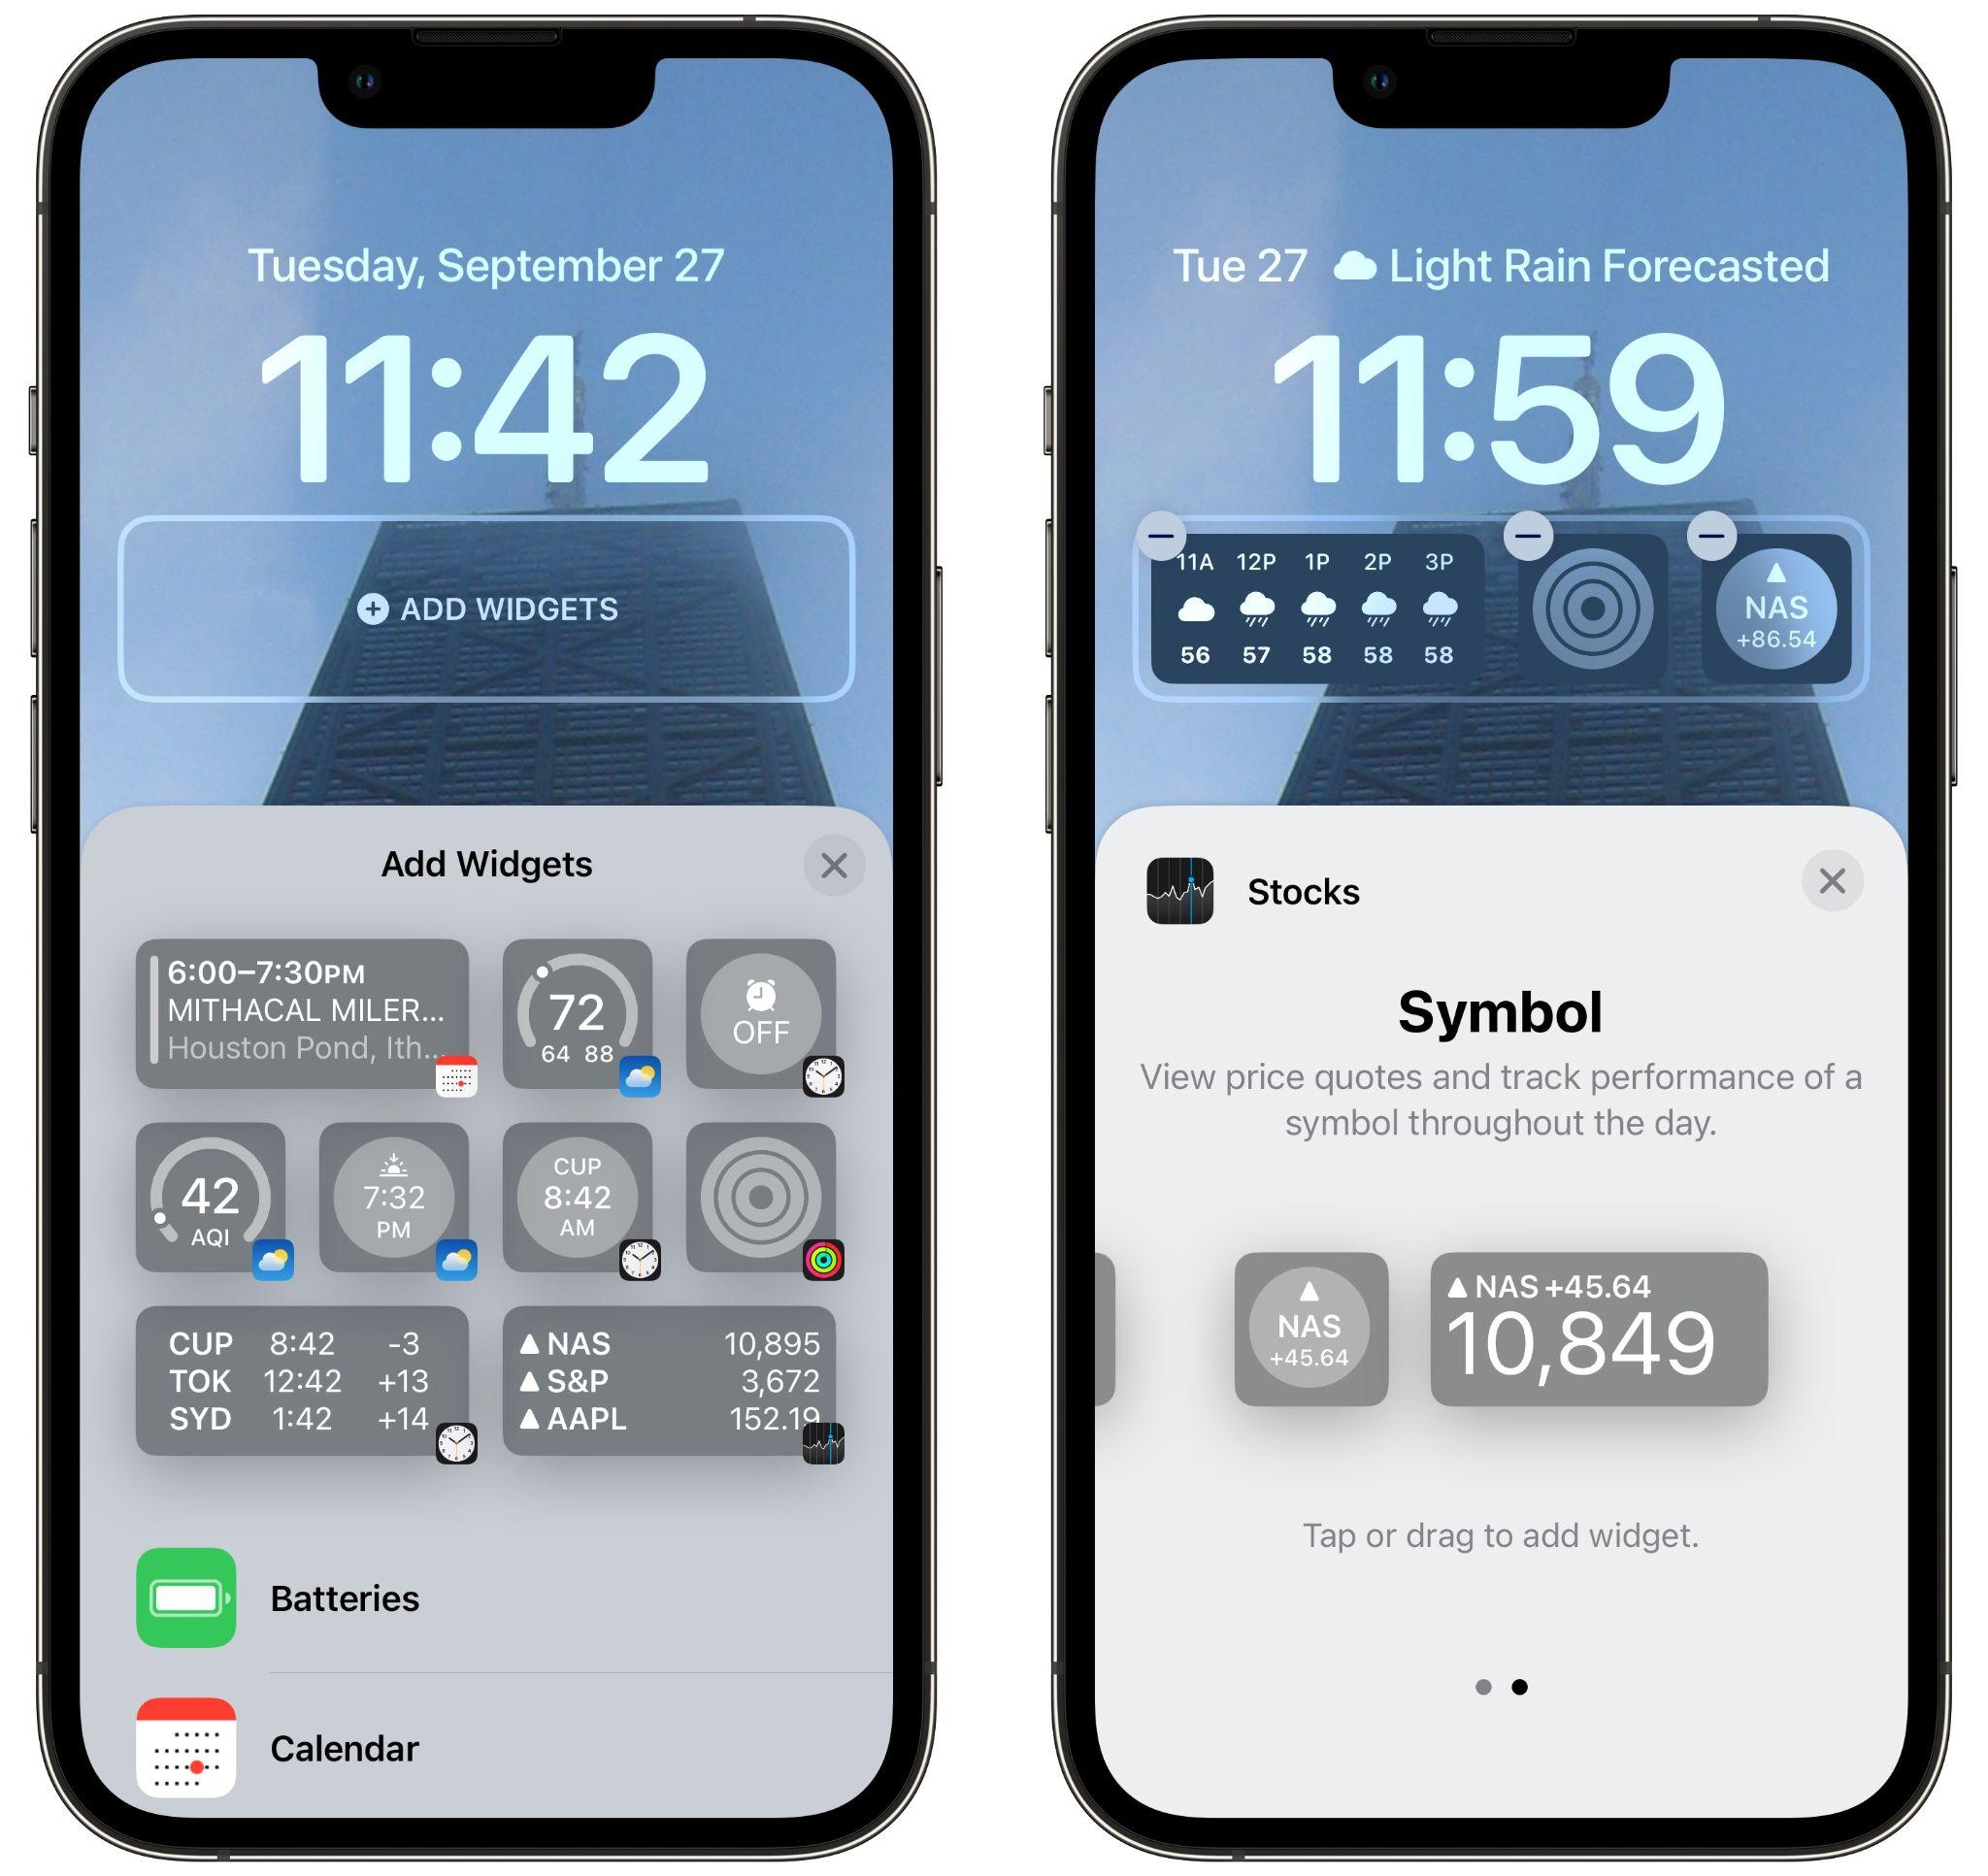 Tuesday, September 27
11:42
ADD WIDGETS
Add Widgets
6:00–7:30PM
MITHACAL MILER...
Houston Pond, Ith...
72
64 88
OFF
42
AQI
7:32
PM
CUP
8:42
AM
CUP 8:42 -3
TOK 12:42 +13
SYD 1:42 +14
▲ NAS 10,895
▲ S&P 3,672
▲ AAPL 152.19
Batteries
Calendar
Tue 27 Light Rain Forecasted
11:59
11A 12P 1P 2P 3P
56 57 58 58 58
▲
NAS
+86.54
Stocks
Symbol
View price quotes and track performance of a
symbol throughout the day.
▲
NAS
+45.64
▲ NAS +45.64
10,849
Tap or drag to add widget.